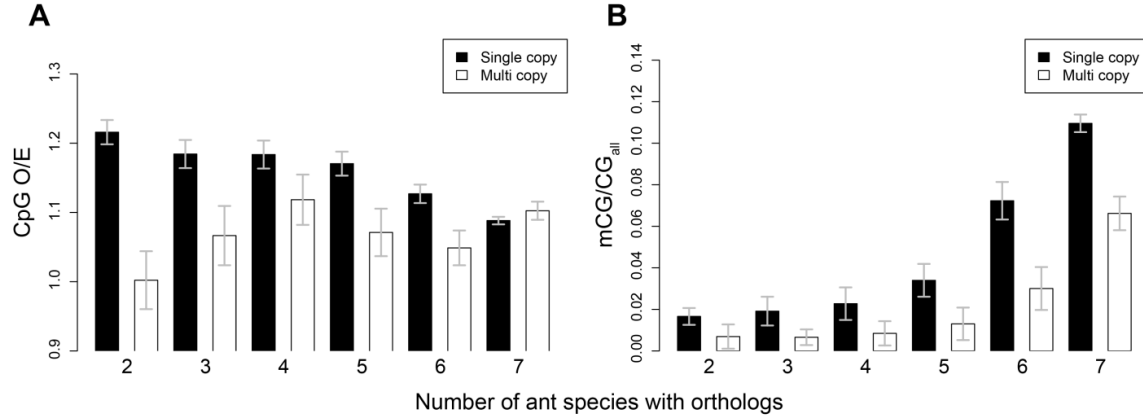 A
Single copy
Multi copy
CpG O/E
1.3
1.2
1.1
1.0
0.9
2 3 4 5 6 7
B
Single copy
Multi copy
mCG/CG_all
0.14
0.12
0.10
0.08
0.06
0.04
0.02
0.00
2 3 4 5 6 7
Number of ant species with orthologs